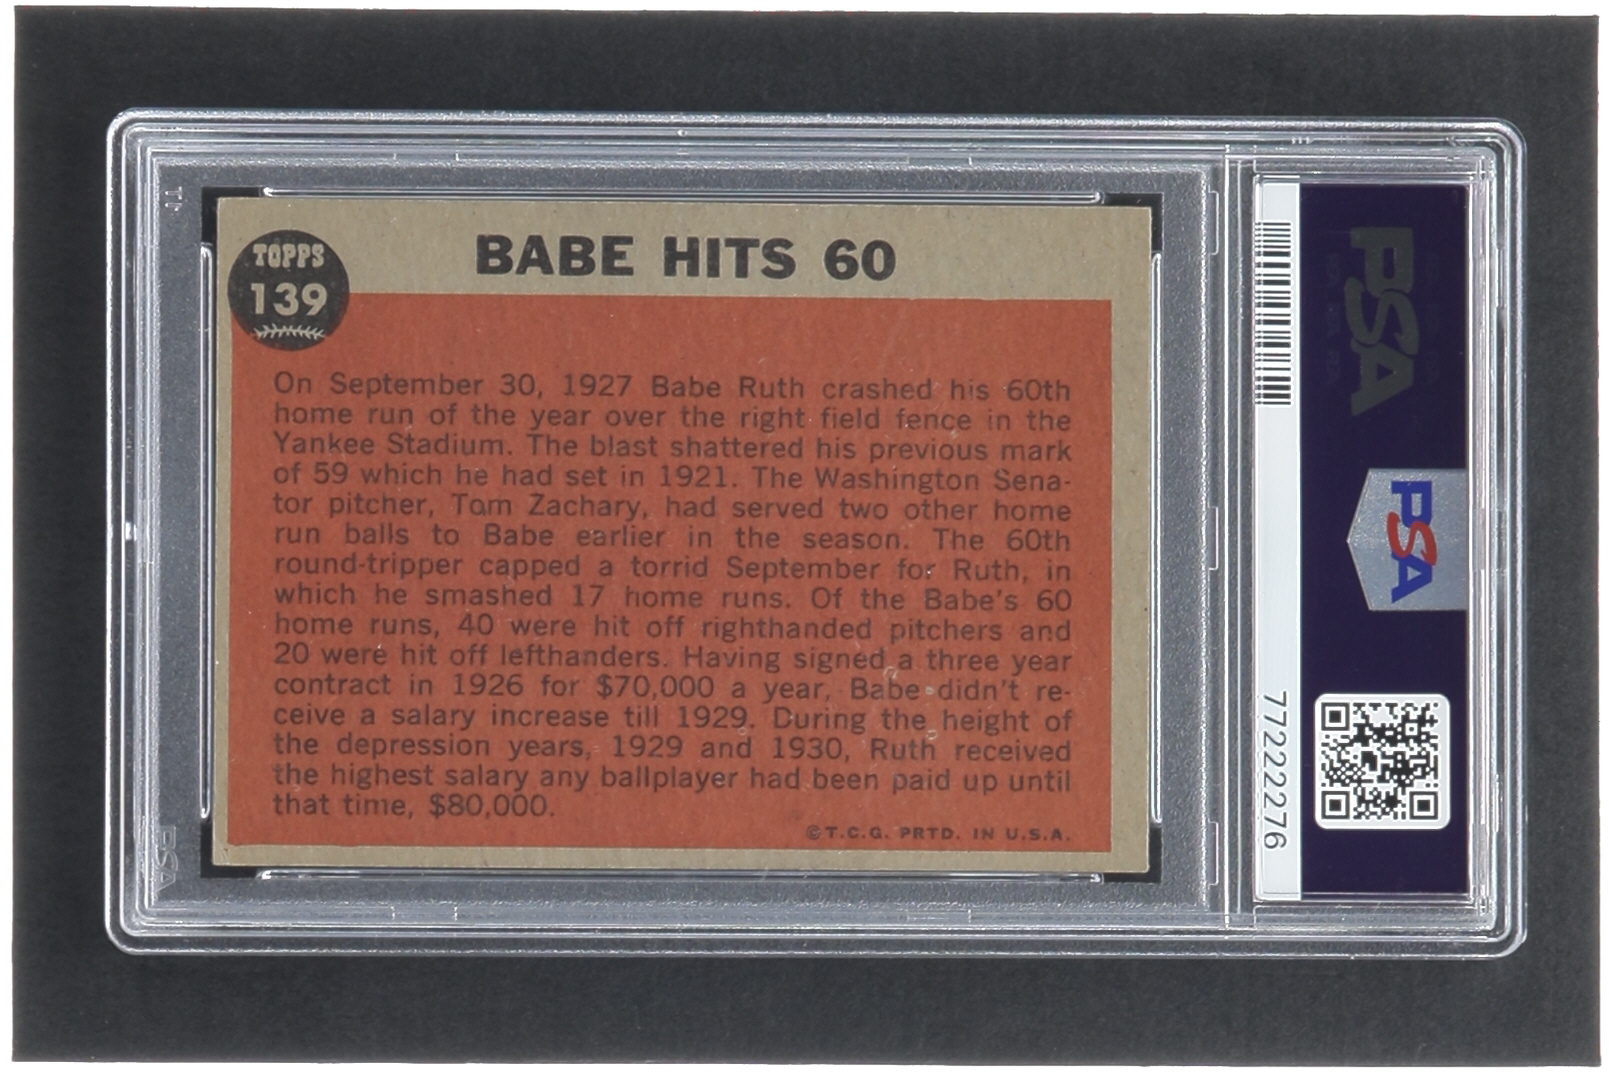 TOPPS
139
BABE HITS 60
On September 30, 1927 Babe Ruth crashed his 60th
home run of the year over the right field fence in the
Yankee Stadium. The blast shattered his previous mark
of 59 which he had set in 1921. The Washington Sena-
tor pitcher, Tom Zachary, had served two other home
run balls to Babe earlier in the season. The 60th
round-tripper capped a torrid September for Ruth, in
which he smashed 17 home runs. Of the Babe's 60
home runs, 40 were hit off righthanded pitchers and
20 were hit off lefthanders. Having signed a three year
contract in 1926 for $70,000 a year, Babe didn't re-
ceive a salary increase till 1929. During the height of
the depression years, 1929 and 1930, Ruth received
the highest salary any ballplayer had been paid up until
that time, $80,000.
©T.C.G. PRTD. IN U.S.A.
PSA
PSA
77222276
PSA